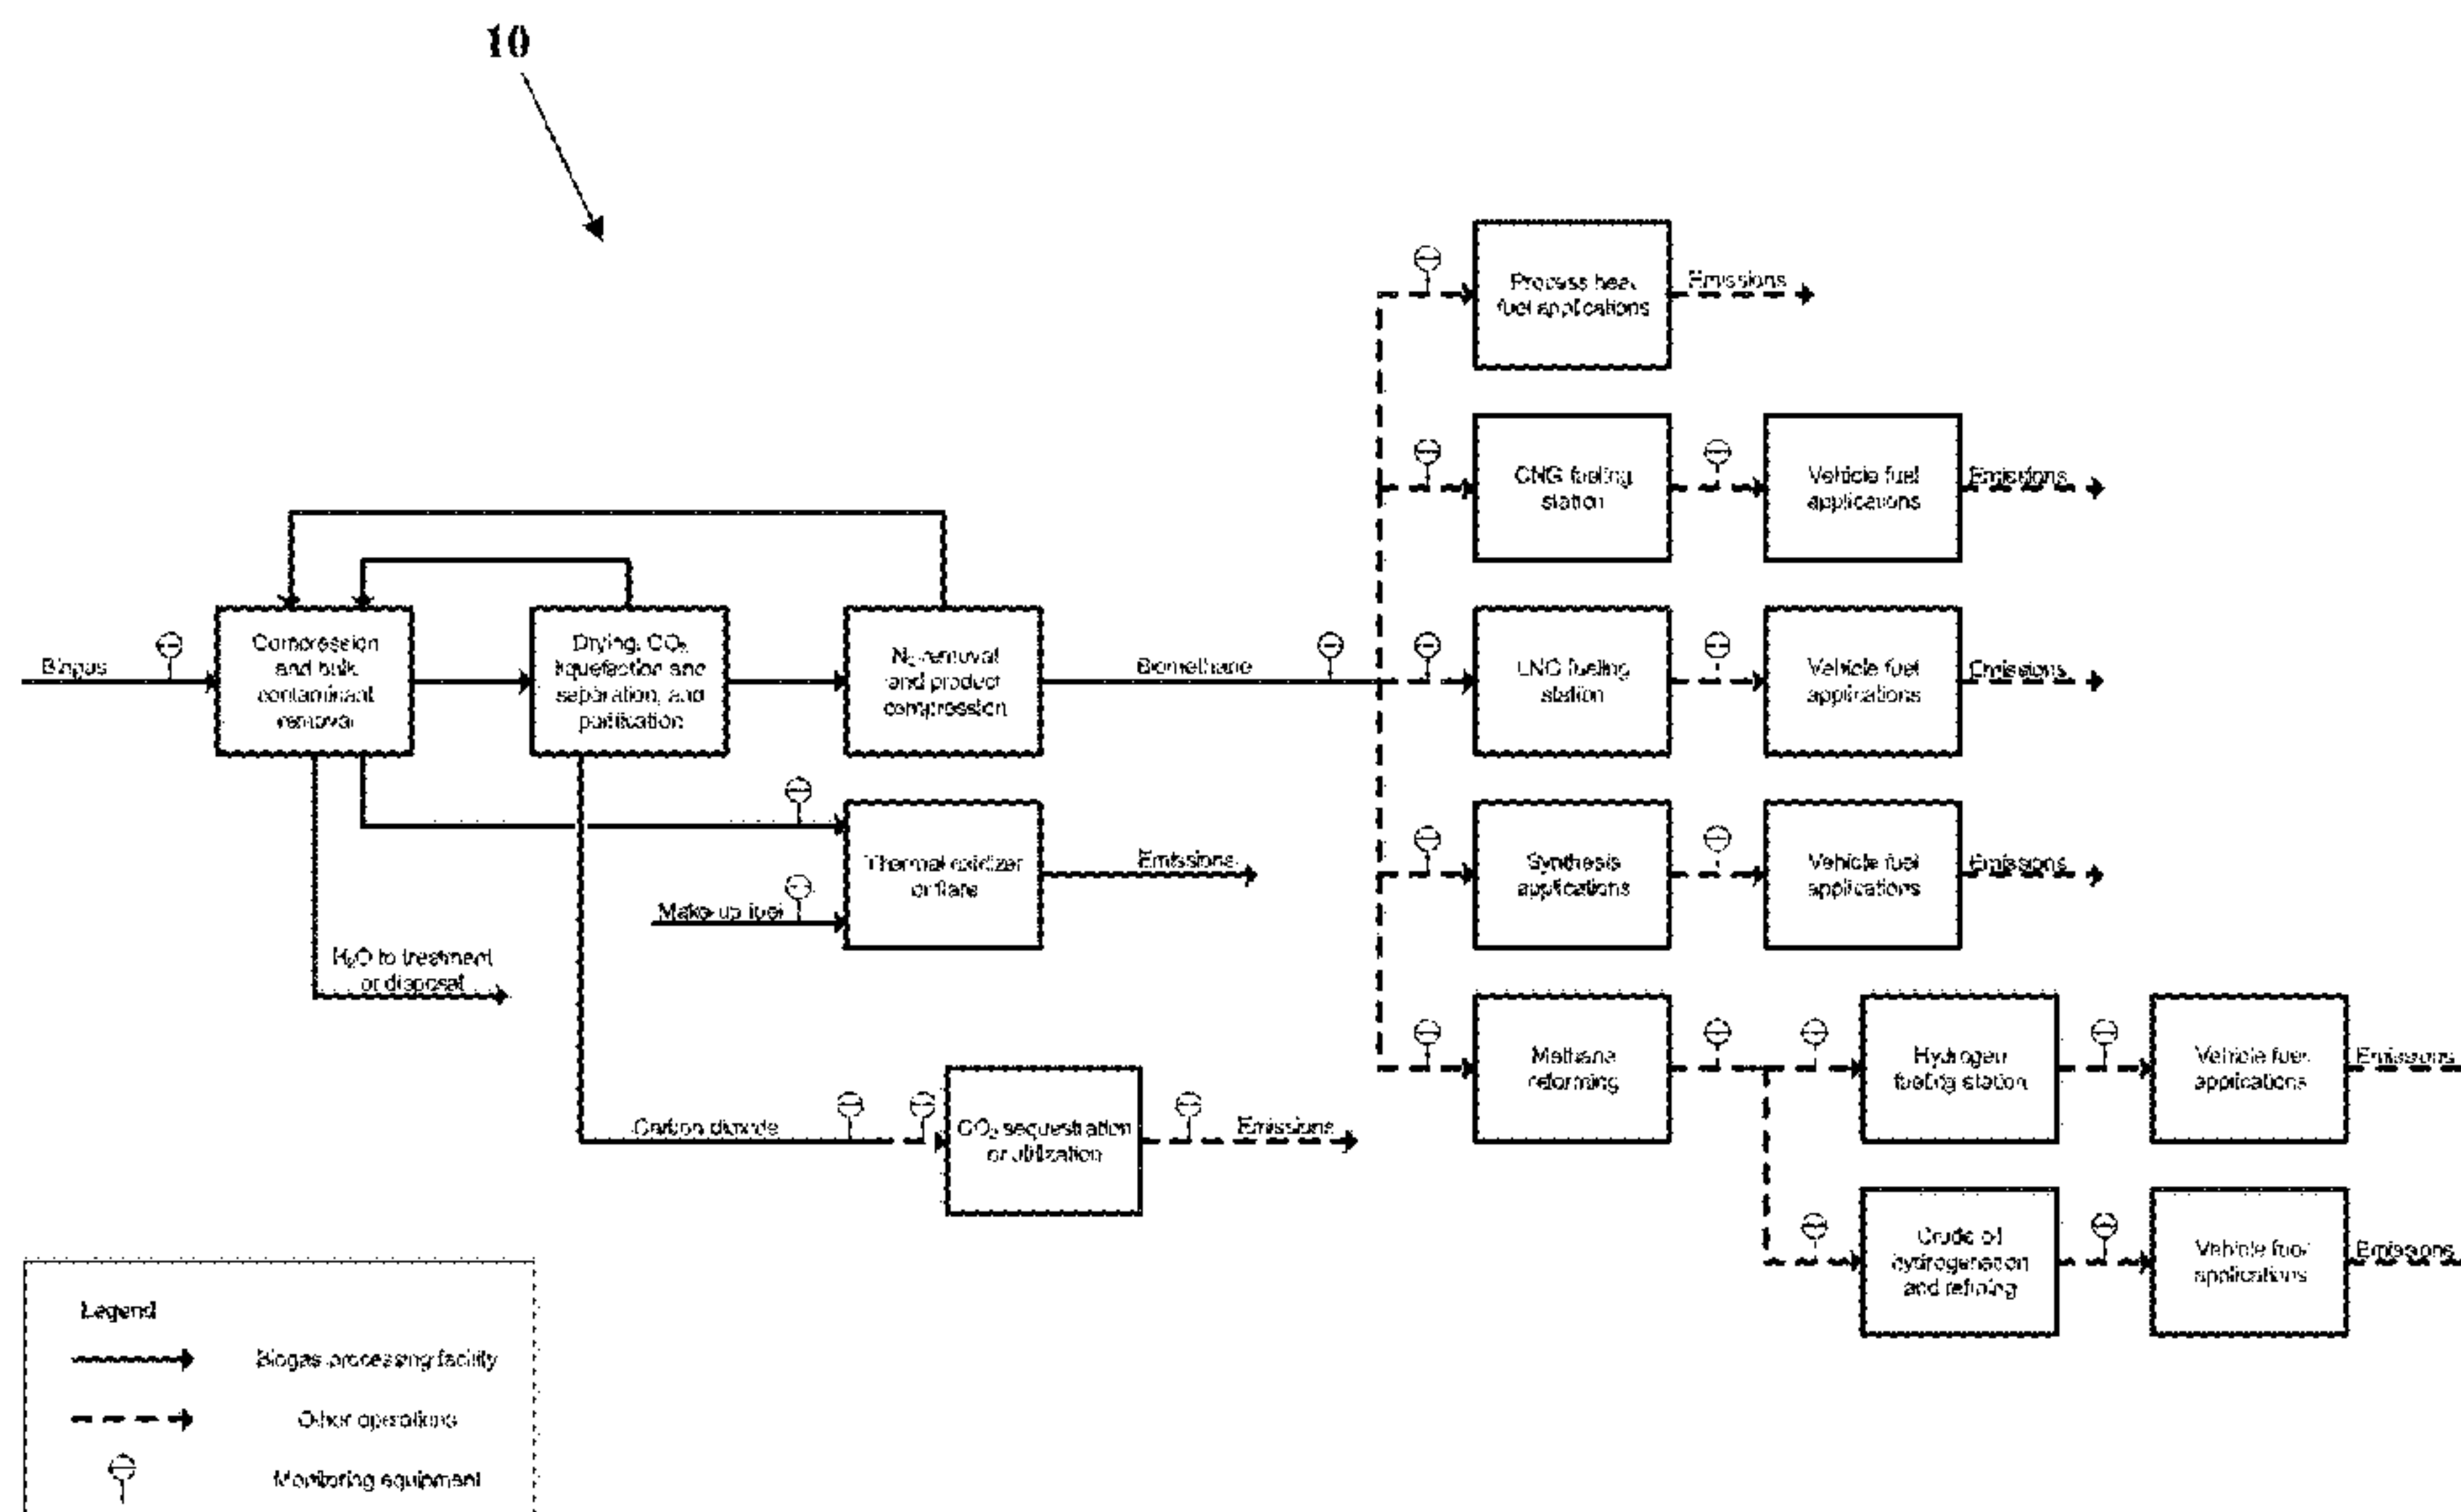 10
Process heat
fuel applications
Emissions
CNG fueling
station
Vehicle fuel
applications
Emissions
Biogas
Compression
and bulk
contaminant
removal
Drying, CO₂
liquefaction and
separation, and
purification
N₂ removal
and product
compression
Biomethane
LNG fueling
station
Vehicle fuel
applications
Emissions
Thermal oxidizer
or flare
Emissions
Make-up fuel
Synthesis
applications
Vehicle fuel
applications
Emissions
H₂O to treatment
or disposal
Methane
reforming
Hydrogen
fueling station
Vehicle fuel
applications
Emissions
Carbon dioxide
CO₂ sequestration
or utilization
Emissions
Crude oil
hydrogenation
and refining
Vehicle fuel
applications
Emissions
Legend
Biogas processing facility
Other operations
Monitoring equipment